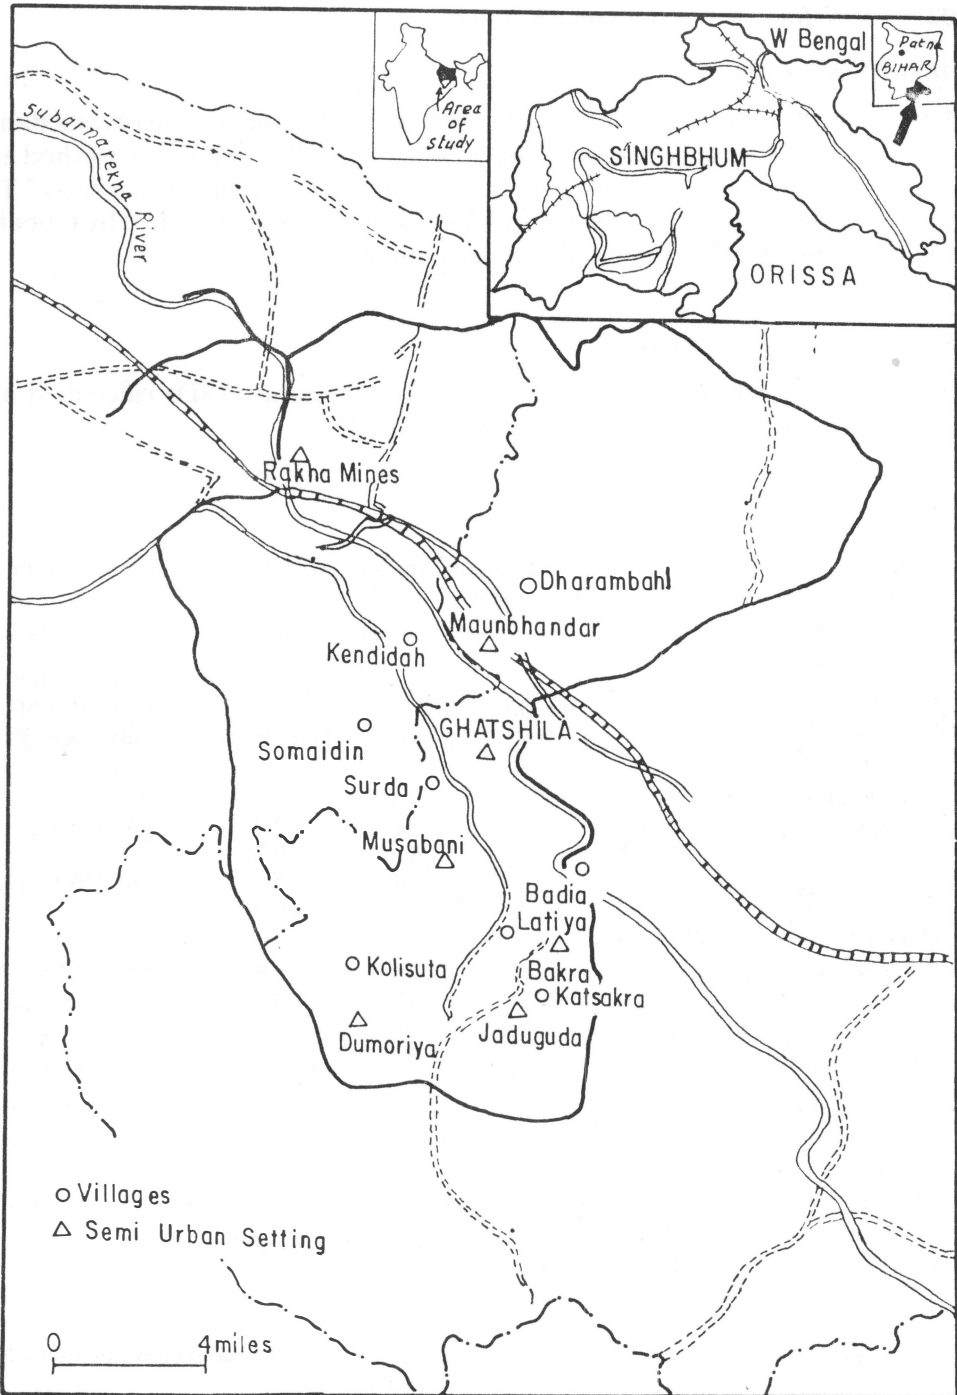 Area
of
study
W Bengal
Patna
BIHAR
SINGHBHUM
ORISSA
Subarnarekha River
Rakha Mines
Dharambahl
Maunbhandar
Kendidah
GHATSHILA
Somaidin
Surda
Musabani
Badia
Latiya
Kolisuta
Bakra
Katsakra
Jaduguda
Dumoriya
Villages
Semi Urban Setting
0 4miles